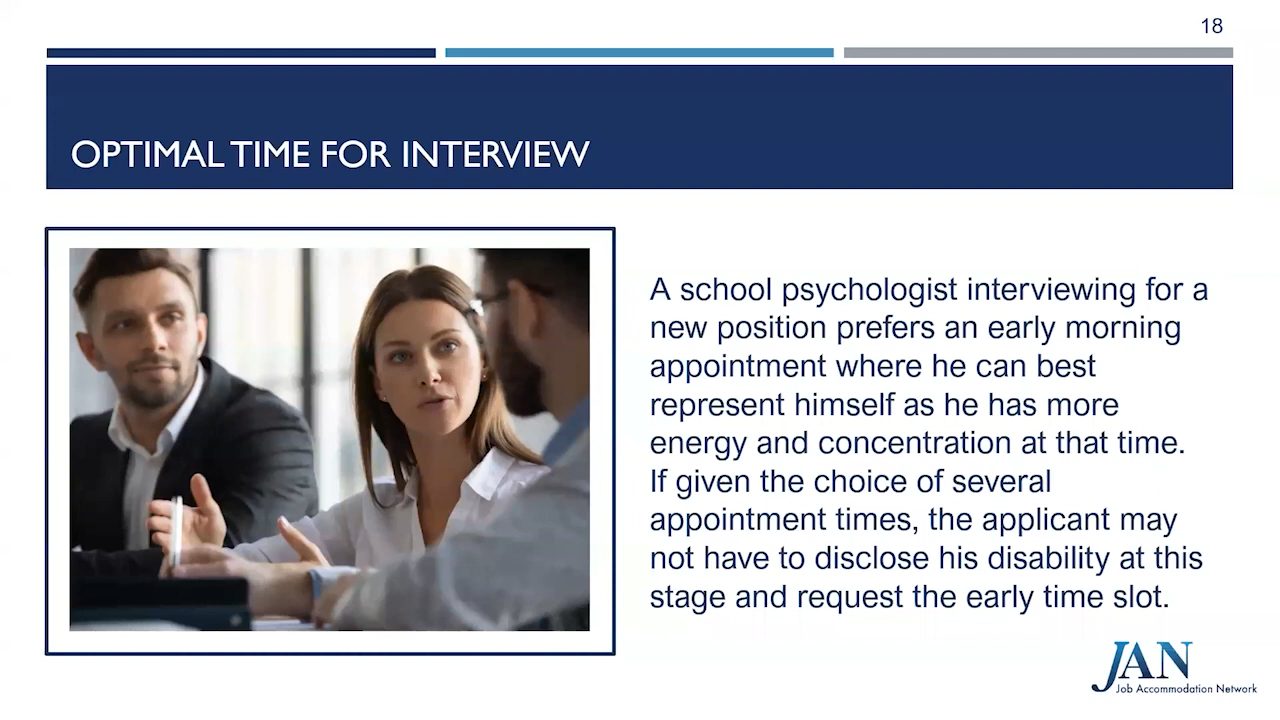 18
OPTIMAL TIME FOR INTERVIEW
A school psychologist interviewing for a
new position prefers an early morning
appointment where he can best
represent himself as he has more
energy and concentration at that time.
If given the choice of several
appointment times, the applicant may
not have to disclose his disability at this
stage and request the early time slot.
JAN
Job Accommodation Network